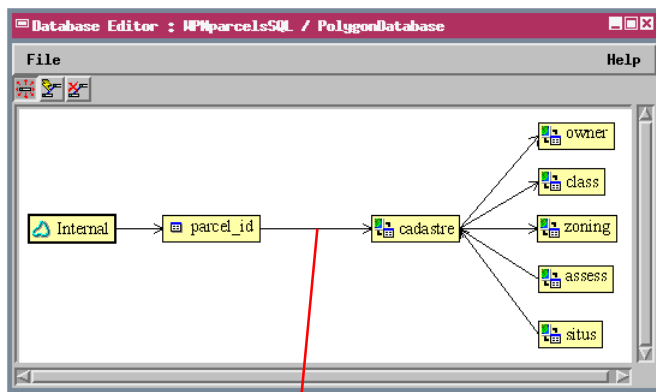 Database Editor : WPMparcelsSQL / PolygonDatabase
File Help
owner
class
Internal parcel_id cadastre zoning
assess
situs